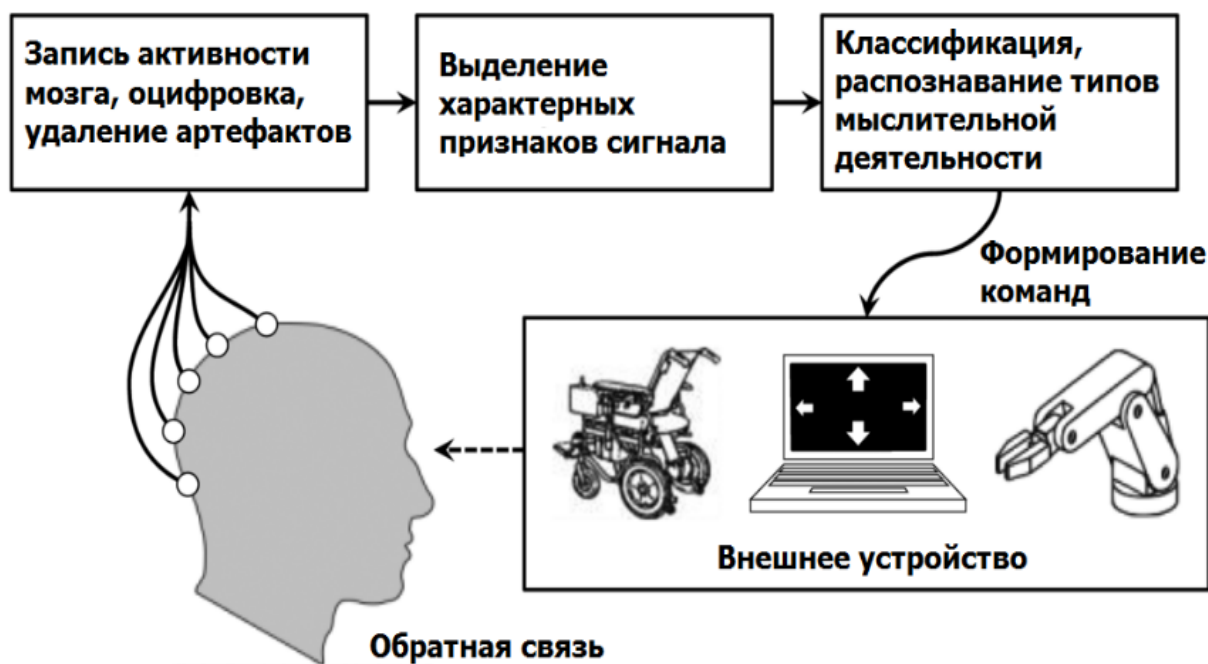 Запись активности
мозга, оцифровка,
удаление артефактов
Выделение
характерных
признаков сигнала
Классификация,
распознавание типов
мыслительной
деятельности
Формирование
команд
Внешнее устройство
Обратная связь